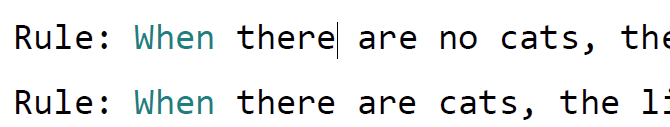 Rule: When there are no cats, the
Rule: When there are cats, the li